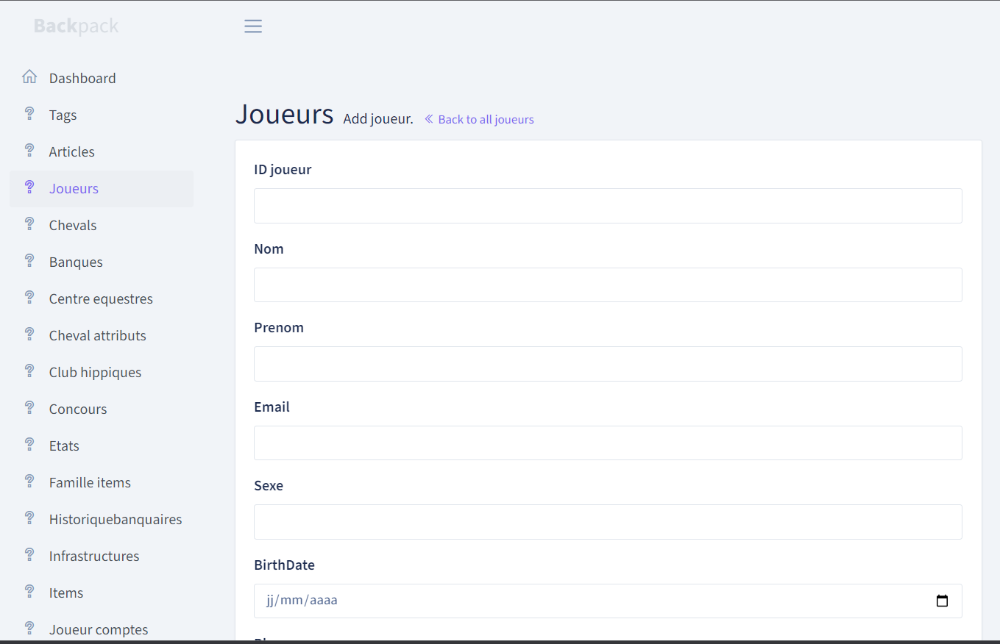 Backpack
Dashboard
Tags
Articles
Joueurs
Chevals
Banques
Centre equestres
Cheval attributs
Club hippiques
Concours
Etats
Famille items
Historiquebanquaires
Infrastructures
Items
Joueur comptes
Joueurs Add joueur. « Back to all joueurs
ID joueur
Nom
Prenom
Email
Sexe
BirthDate
jj/mm/aaaa